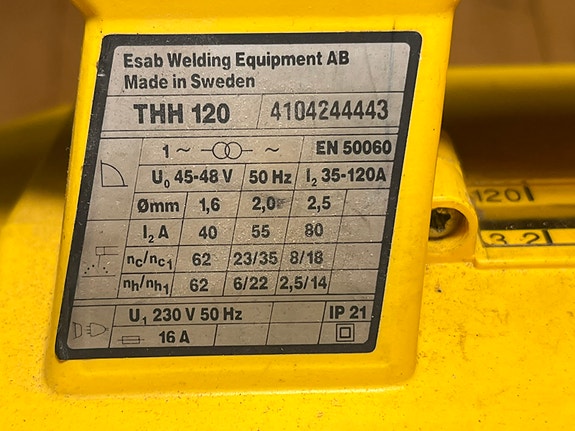 Esab Welding Equipment AB
Made in Sweden
THH 120 4104244443
1 ~ ~ EN 50060
U0 45-48 V 50 Hz I2 35-120A
Ømm 1,6 2,0 2,5
I2 A 40 55 80
nc/nc1 62 23/35 8/18
nh/nh1 62 6/22 2,5/14
U1 230 V 50 Hz IP 21
16 A
120
3,2